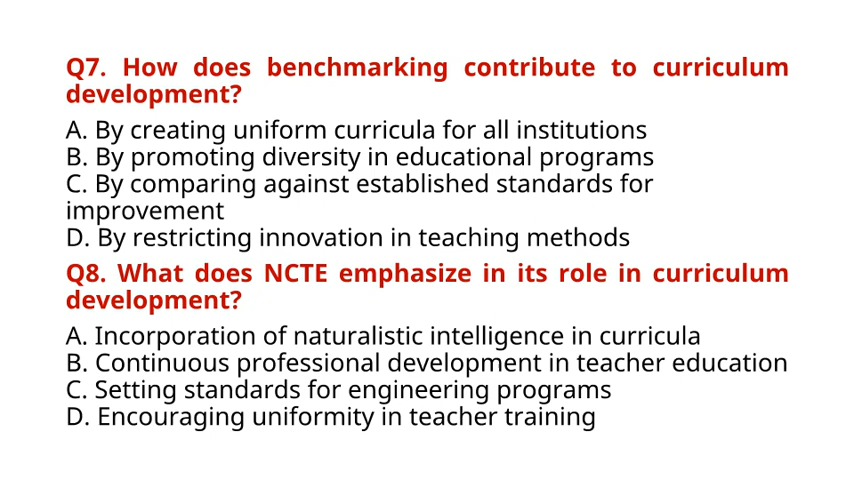 Q7. How does benchmarking contribute to curriculum
development?
A. By creating uniform curricula for all institutions
B. By promoting diversity in educational programs
C. By comparing against established standards for
improvement
D. By restricting innovation in teaching methods
Q8. What does NCTE emphasize in its role in curriculum
development?
A. Incorporation of naturalistic intelligence in curricula
B. Continuous professional development in teacher education
C. Setting standards for engineering programs
D. Encouraging uniformity in teacher training